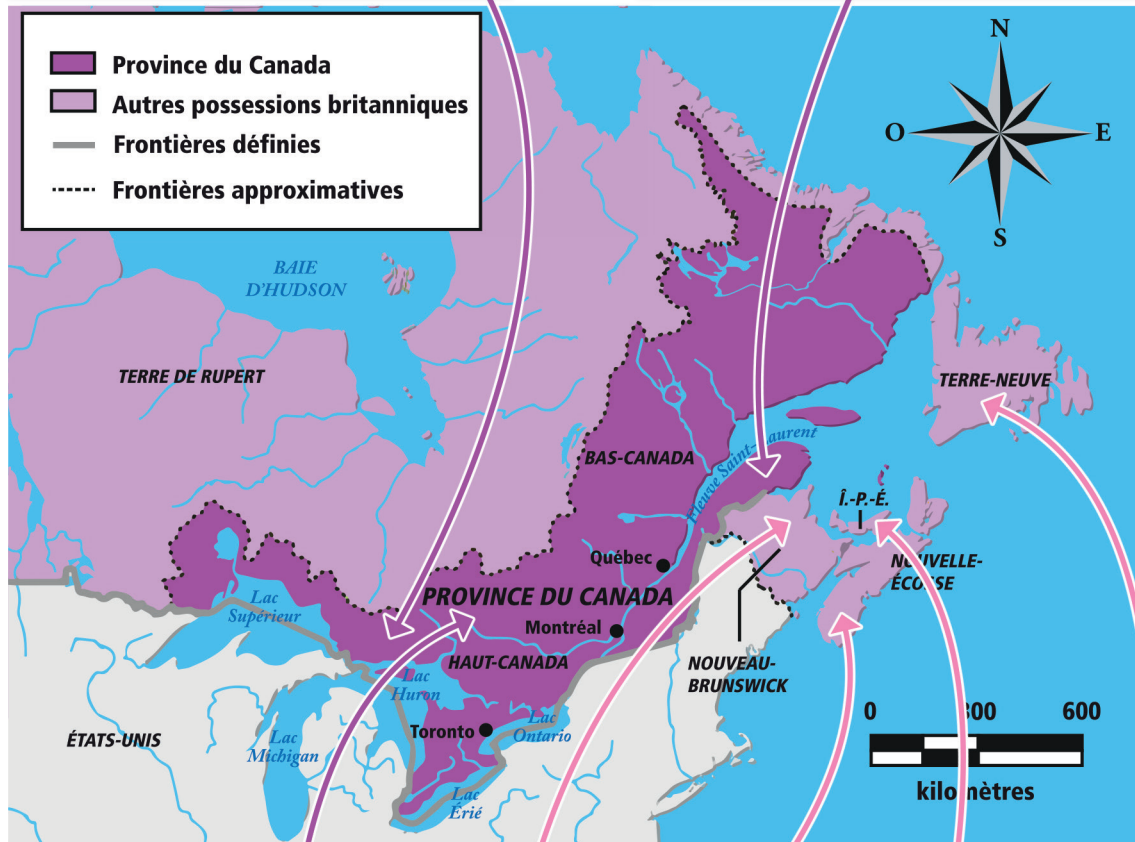 Province du Canada
Autres possessions britanniques
Frontières définies
Frontières approximatives
N
O
E
S
BAIE
D'HUDSON
TERRE DE RUPERT
TERRE-NEUVE
BAS-CANADA
Fleuve Saint-Laurent
Î.-P.-É.
NOUVELLE-
ÉCOSSE
Québec
PROVINCE DU CANADA
Lac
Supérieur
Montréal
HAUT-CANADA
NOUVEAU-
BRUNSWICK
Lac
Huron
Toronto
Lac
Ontario
ÉTATS-UNIS
Lac
Michigan
Lac
Érié
0 300 600
kilomètres